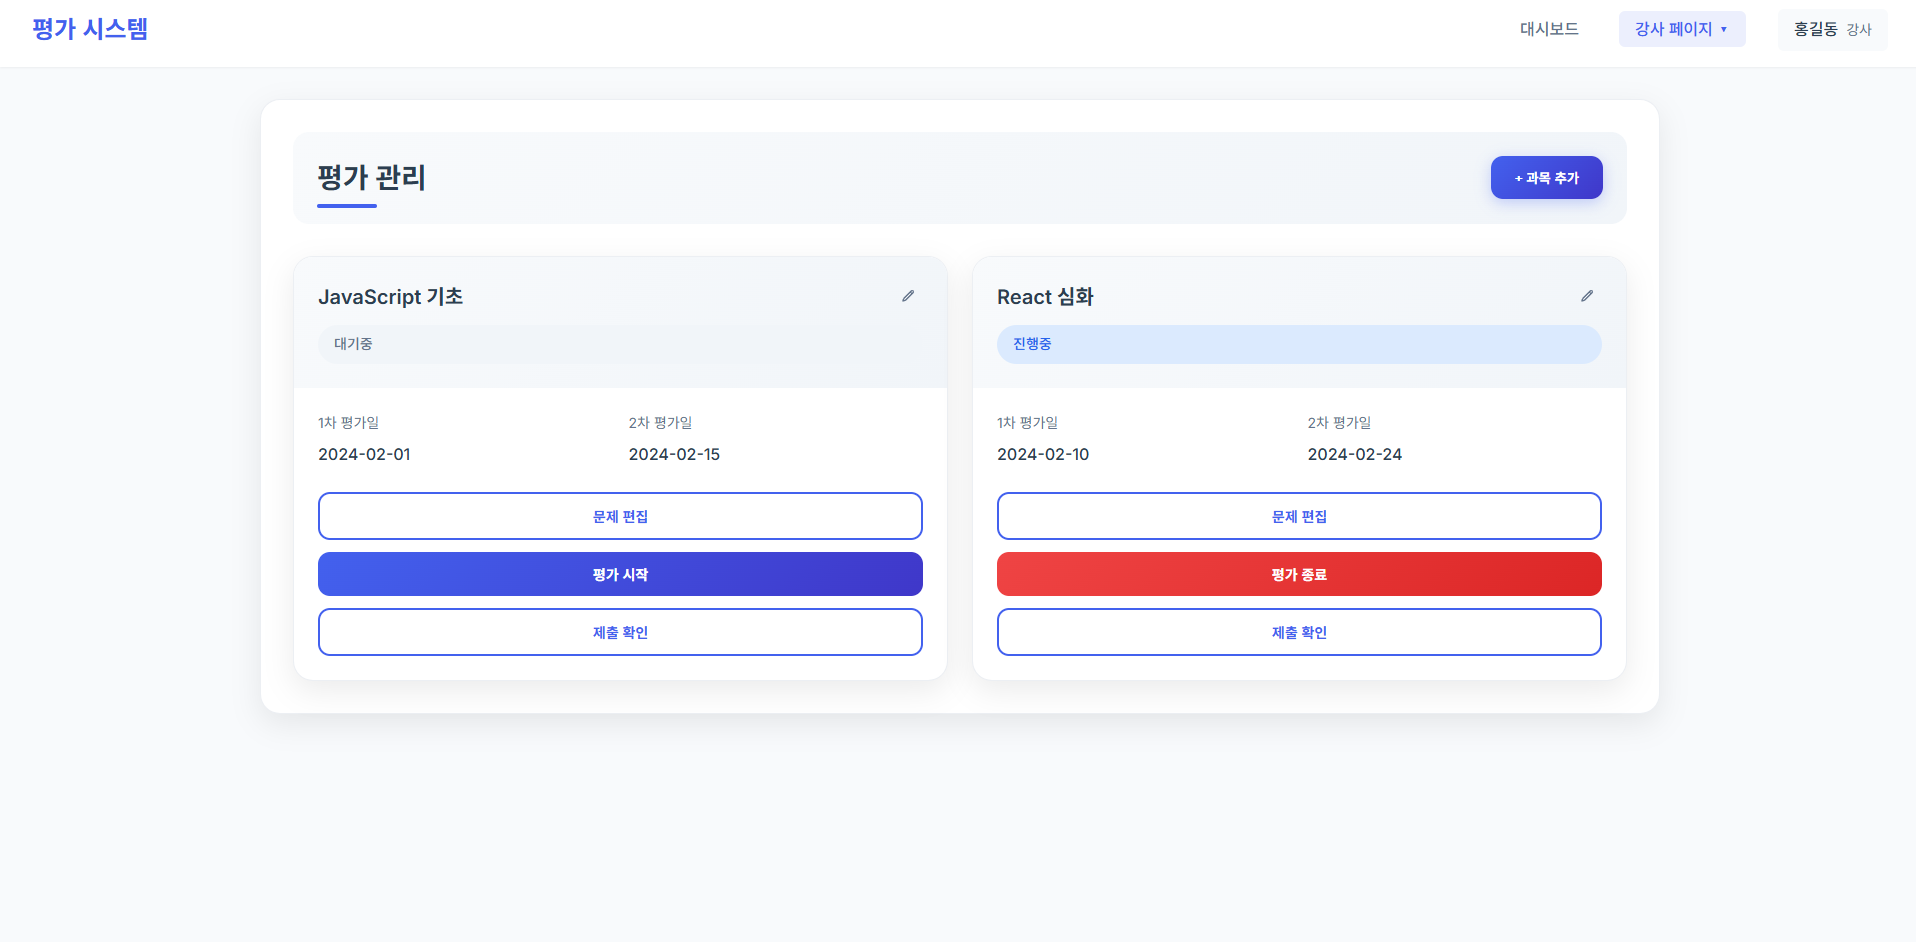 평가 시스템
대시보드
강사 페이지 ▼
홍길동 강사
평가 관리
+ 과목 추가
JavaScript 기초
대기중
1차 평가일
2024-02-01
2차 평가일
2024-02-15
문제 편집
평가 시작
제출 확인
React 심화
진행중
1차 평가일
2024-02-10
2차 평가일
2024-02-24
문제 편집
평가 종료
제출 확인